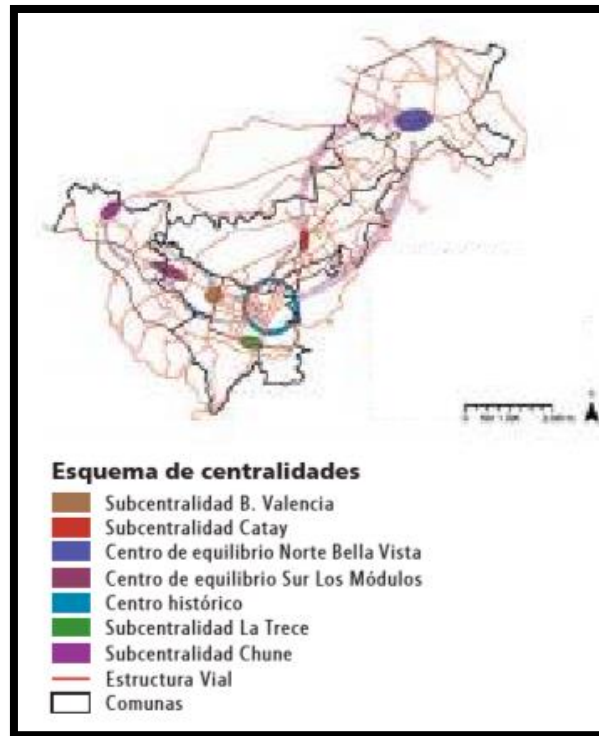 Esquema de centralidades
Subcentralidad B. Valencia
Subcentralidad Catay
Centro de equilibrio Norte Bella Vista
Centro de equilibrio Sur Los Módulos
Centro histórico
Subcentralidad La Trece
Subcentralidad Chune
Estructura Vial
Comunas